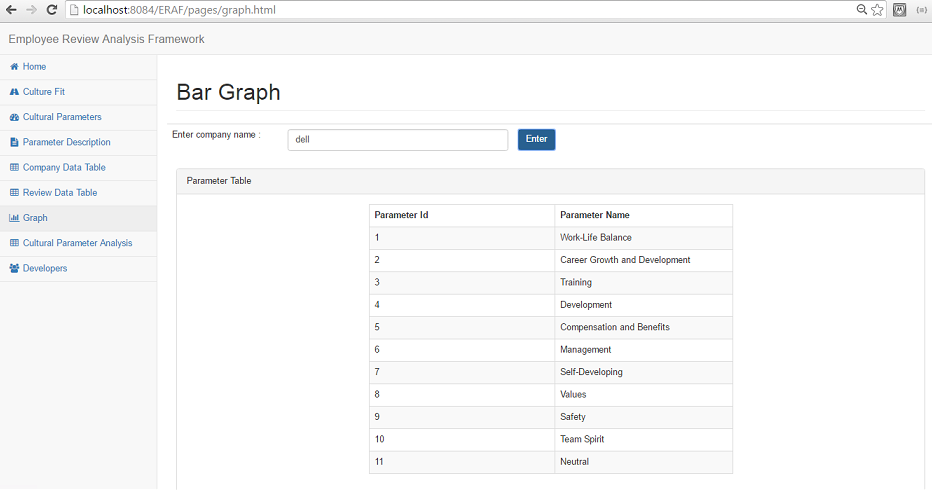 localhost:8084/ERAF/pages/graph.html
Employee Review Analysis Framework
Home
Culture Fit
Cultural Parameters
Parameter Description
Company Data Table
Review Data Table
Graph
Cultural Parameter Analysis
Developers
Bar Graph
Enter company name : dell Enter
Parameter Table
Parameter Id Parameter Name
1 Work-Life Balance
2 Career Growth and Development
3 Training
4 Development
5 Compensation and Benefits
6 Management
7 Self-Developing
8 Values
9 Safety
10 Team Spirit
11 Neutral